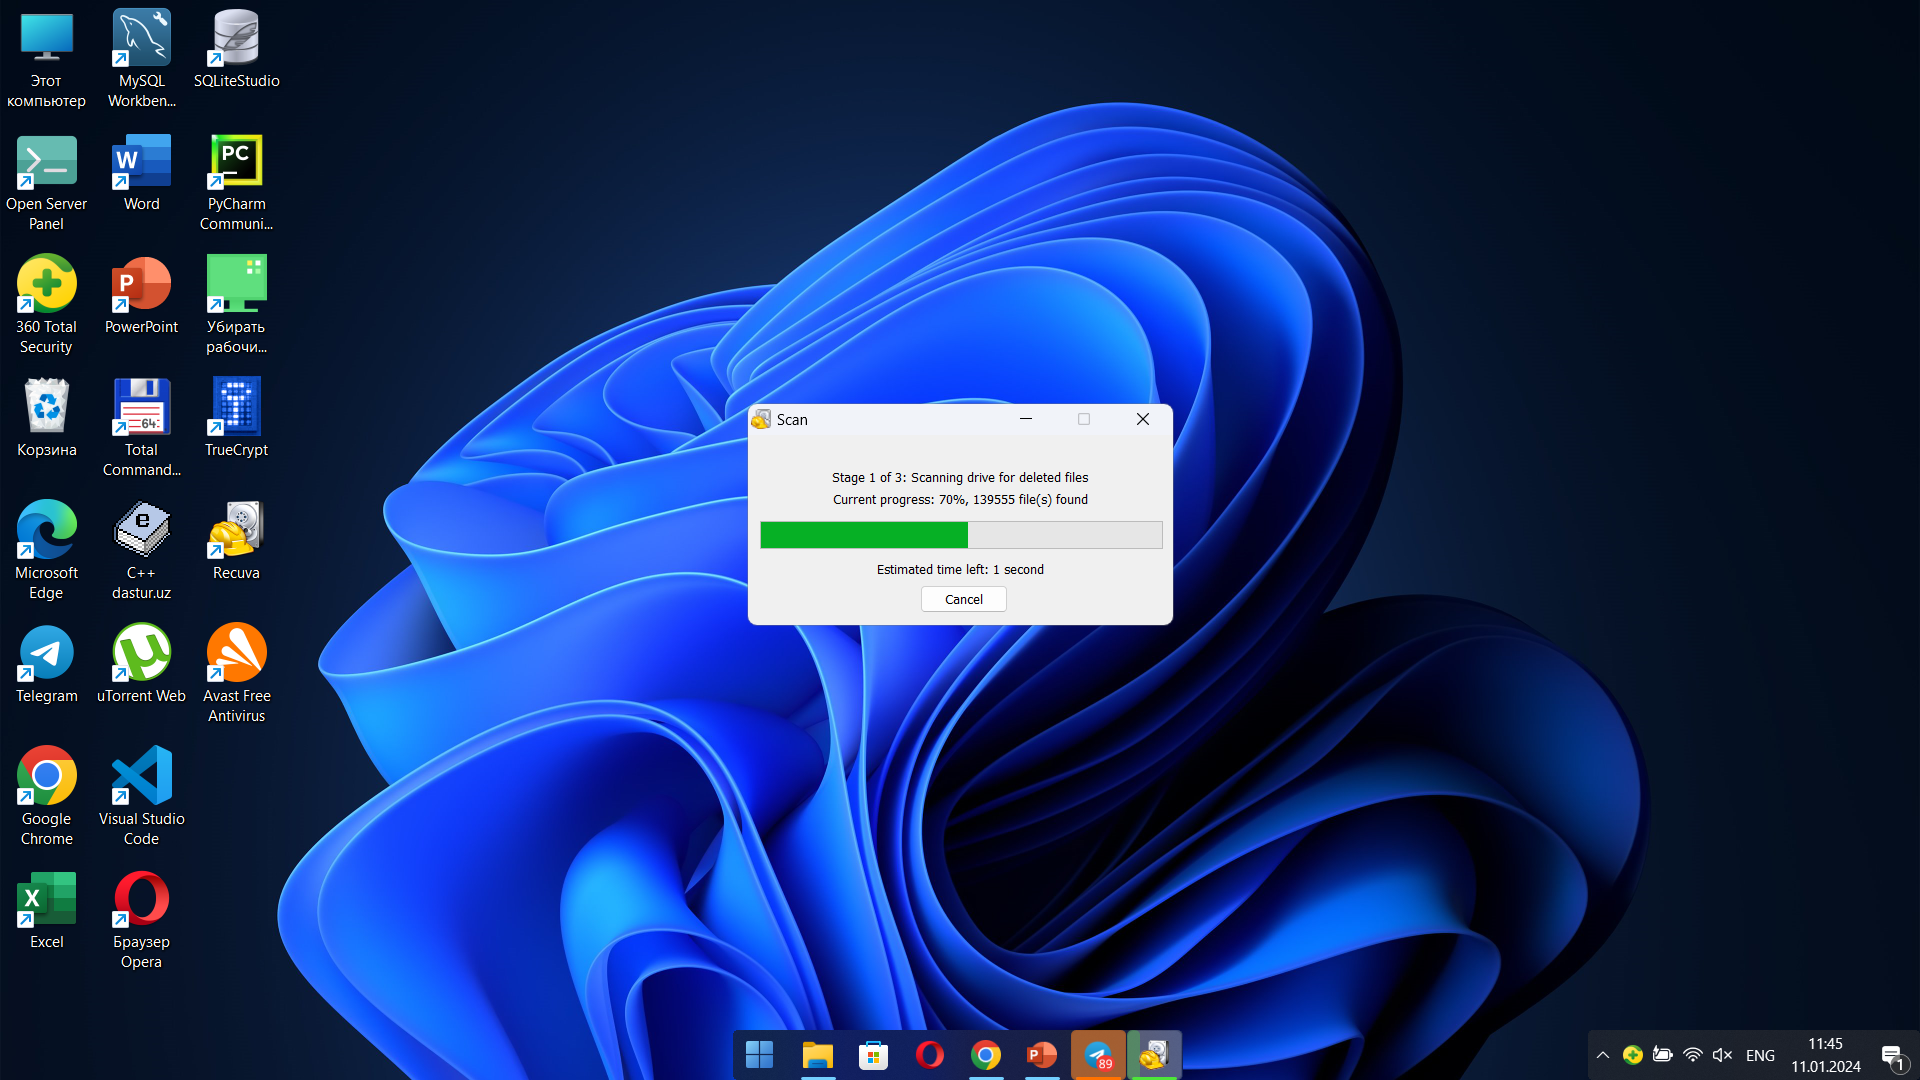 Этот
компьютер
MySQL
Workben...
SQLiteStudio
Open Server
Panel
W
Word
PC
PyCharm
Communi...
360 Total
Security
P
PowerPoint
Убирать
рабочи...
Корзина
64
Total
Command...
T
TrueCrypt
Microsoft
Edge
e
C++
dastur.uz
Recuva
Telegram
µ
uTorrent Web
Avast Free
Antivirus
Google
Chrome
Visual Studio
Code
X
Excel
Браузер
Opera
Scan
Stage 1 of 3: Scanning drive for deleted files
Current progress: 70%, 139555 file(s) found
Estimated time left: 1 second
Cancel
P
89
ENG
11:45
11.01.2024
1